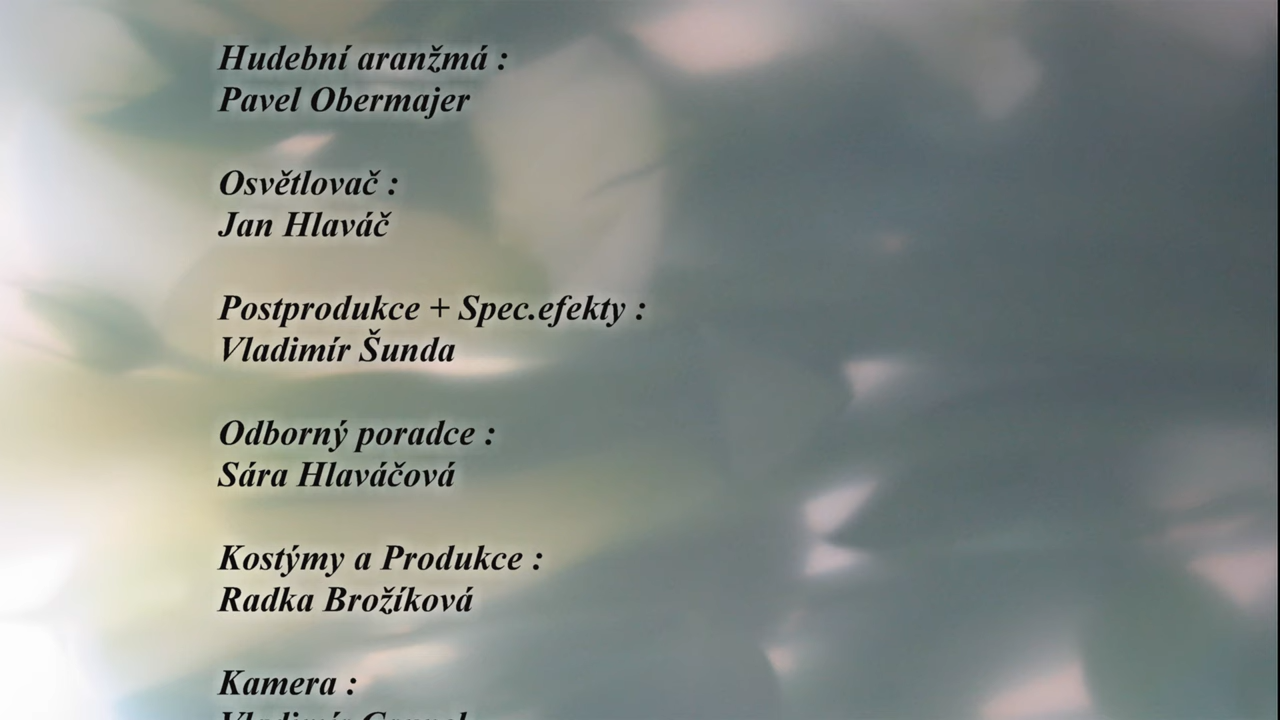 Hudební aranžmá :
Pavel Obermajer
Osvětlovač :
Jan Hlaváč
Postprodukce + Spec.efekty :
Vladimír Šunda
Odborný poradce :
Sára Hlaváčová
Kostýmy a Produkce :
Radka Brožíková
Kamera :
Vladimír